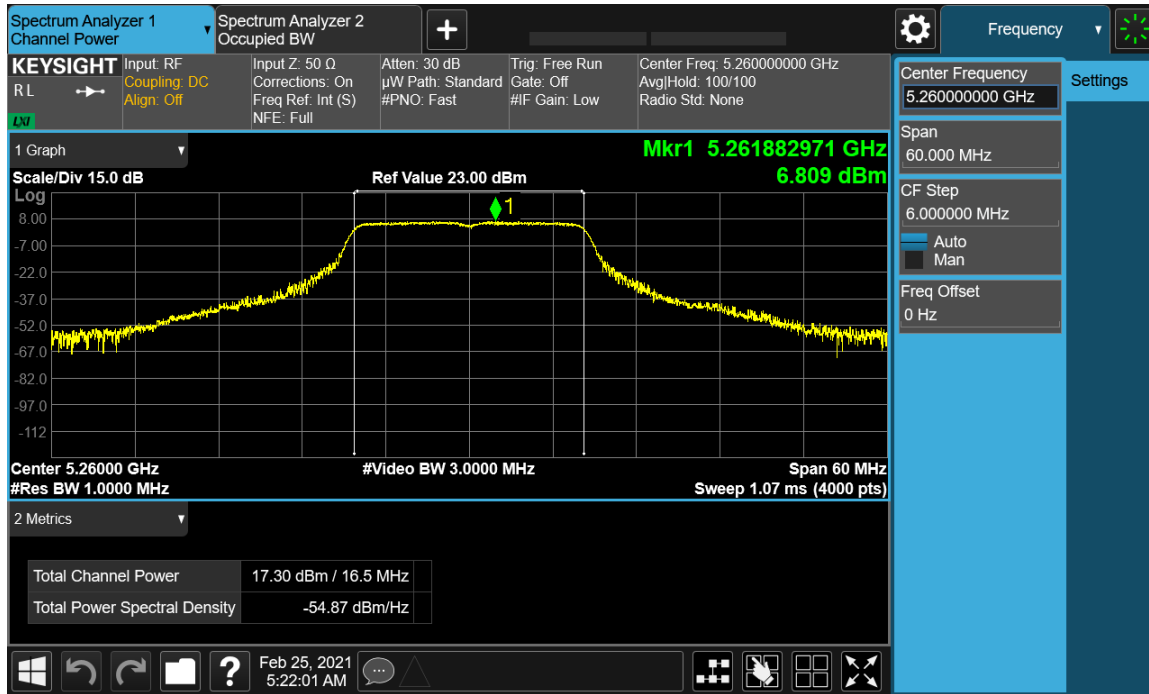 Spectrum Analyzer 1
Channel Power
Spectrum Analyzer 2
Occupied BW
Frequency
KEYSIGHT
R L
LXI
Input: RF
Coupling: DC
Align: Off
Input Z: 50 Ω
Corrections: On
Freq Ref: Int (S)
NFE: Full
Atten: 30 dB
µW Path: Standard
#PNO: Fast
Trig: Free Run
Gate: Off
#IF Gain: Low
Center Freq: 5.260000000 GHz
Avg|Hold: 100/100
Radio Std: None
Center Frequency
5.260000000 GHz
Settings
Span
60.000 MHz
CF Step
6.000000 MHz
Auto
Man
Freq Offset
0 Hz
1 Graph
Mkr1 5.261882971 GHz
Scale/Div 15.0 dB
Ref Value 23.00 dBm
6.809 dBm
Log
1
8.00
-7.00
-22.0
-37.0
-52.0
-67.0
-82.0
-97.0
-112
Center 5.26000 GHz
#Video BW 3.0000 MHz
Span 60 MHz
#Res BW 1.0000 MHz
Sweep 1.07 ms (4000 pts)
2 Metrics
Total Channel Power 17.30 dBm / 16.5 MHz
Total Power Spectral Density -54.87 dBm/Hz
?
Feb 25, 2021
5:22:01 AM